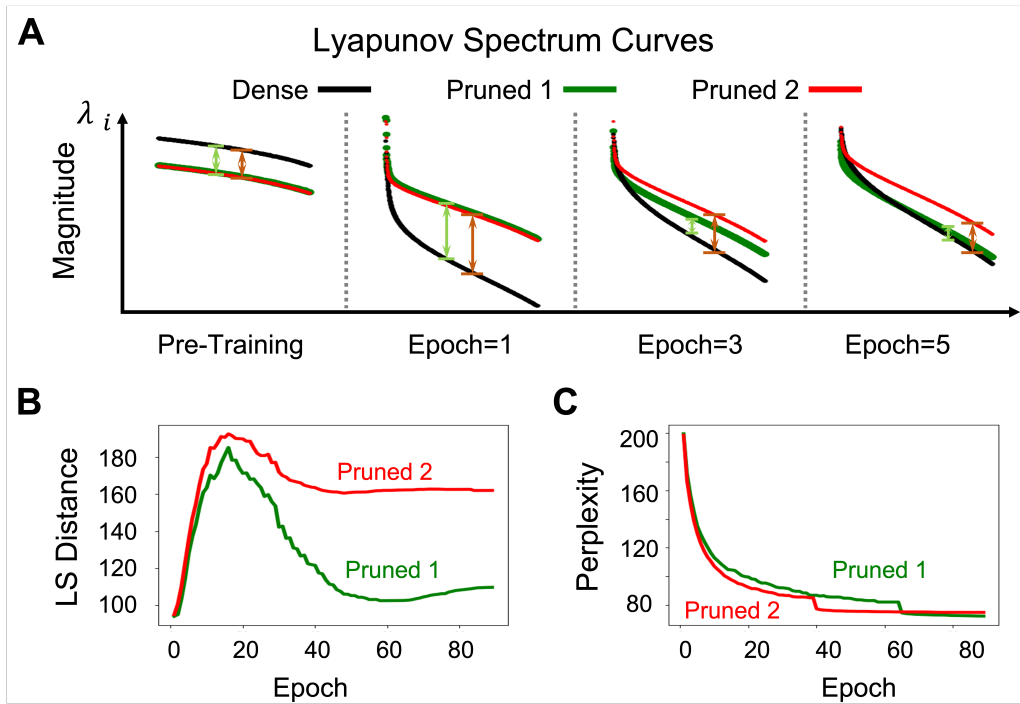 A
Lyapunov Spectrum Curves
Dense Pruned 1 Pruned 2
λ i
Magnitude
Pre-Training Epoch=1 Epoch=3 Epoch=5
B
LS Distance
180
160
140
120
100
Pruned 2
Pruned 1
0 20 40 60 80
Epoch
C
Perplexity
200
160
120
80
Pruned 1
Pruned 2
0 20 40 60 80
Epoch